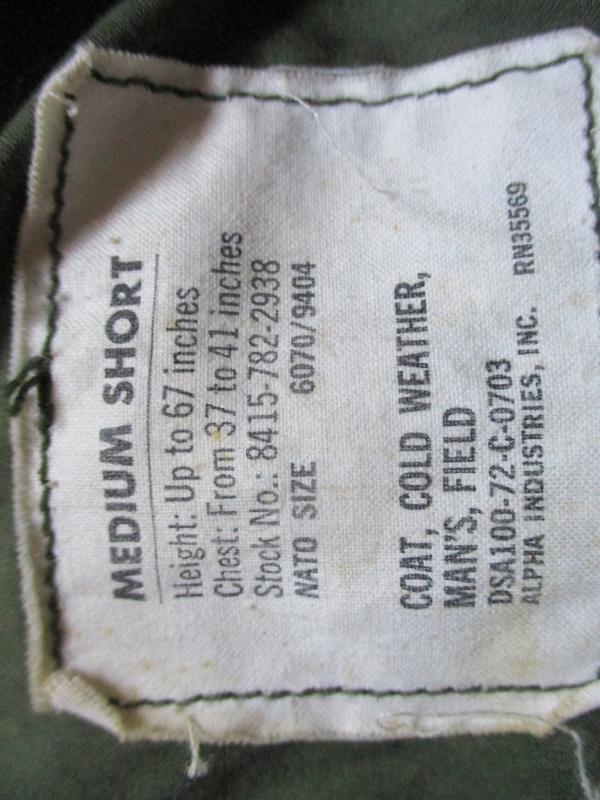 MEDIUM SHORT
Height: Up to 67 inches
Chest: From 37 to 41 inches
Stock No.: 8415-782-2938
NATO SIZE 6070/9404
COAT, COLD WEATHER,
MAN'S, FIELD
DSA100-72-C-0703
ALPHA INDUSTRIES, INC. RN35569